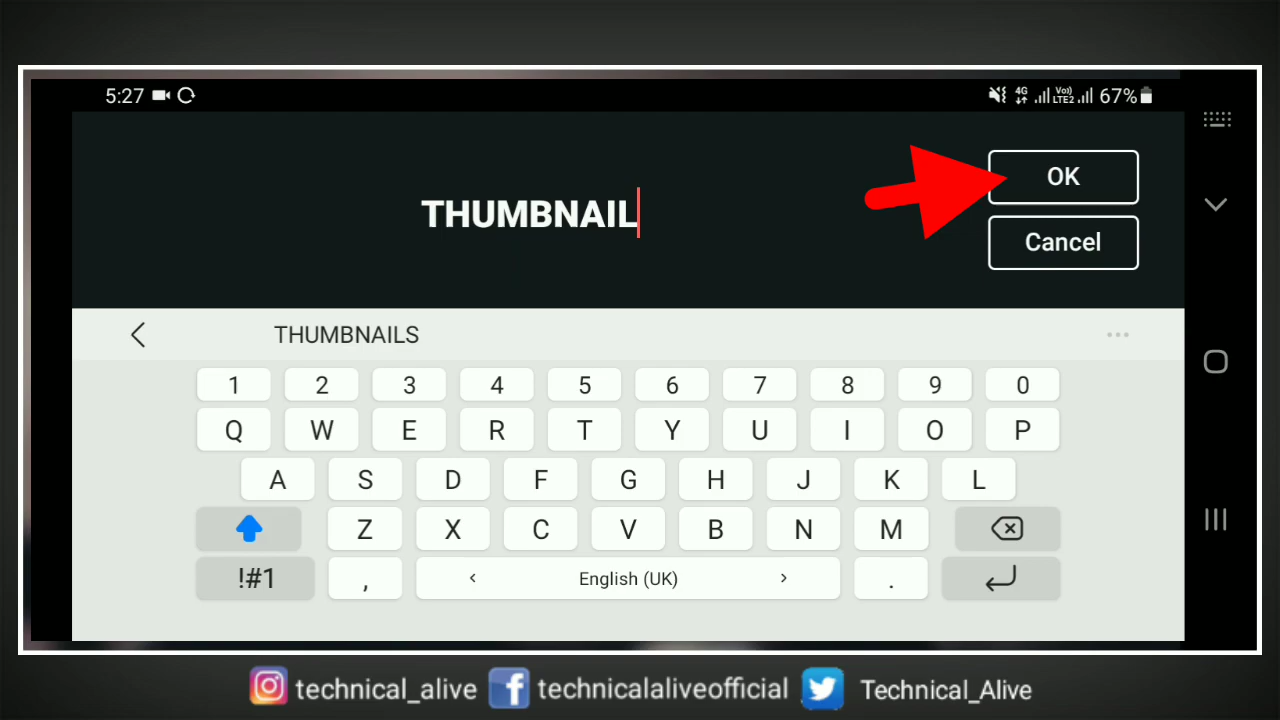 5:27 4G Vo) LTE2 67%
OK
THUMBNAIL
Cancel
THUMBNAILS
1 2 3 4 5 6 7 8 9 0
Q W E R T Y U I O P
A S D F G H J K L
Z X C V B N M
!#1 , < English (UK) > .
technical_alive technicalaliveofficial Technical_Alive